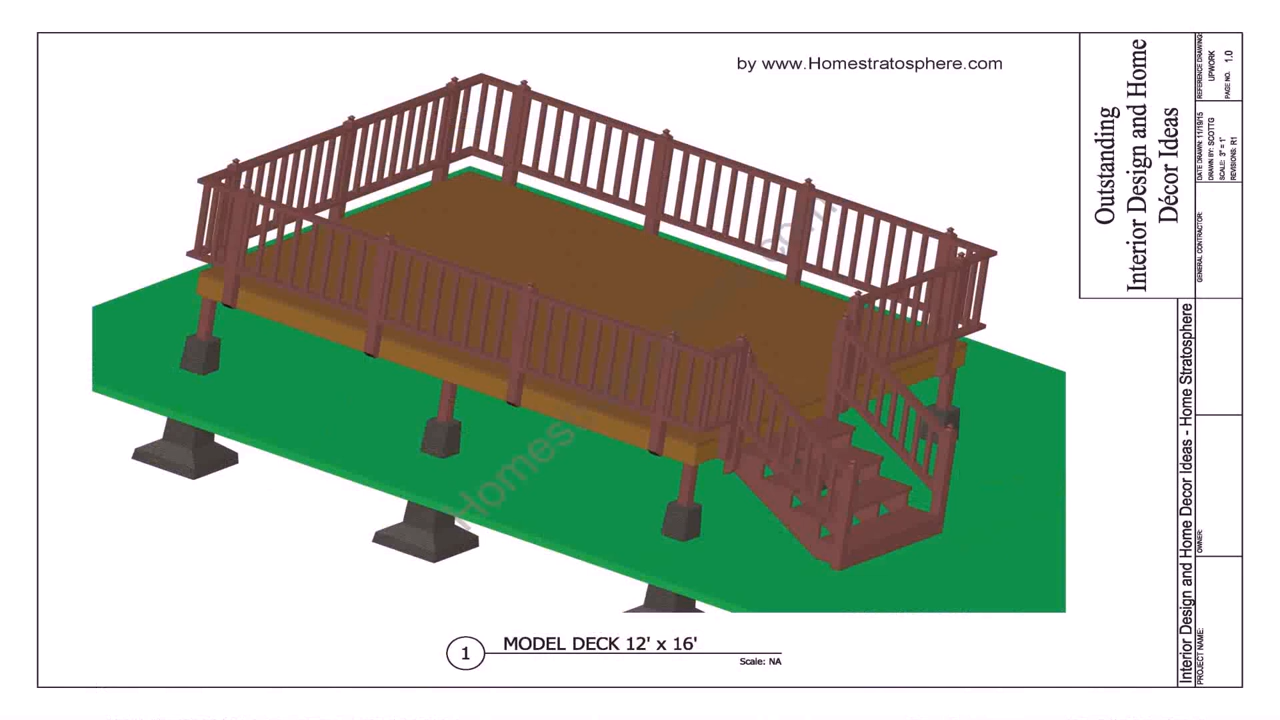 by www.Homestratosphere.com
Outstanding
Interior Design and Home
Décor Ideas
REFERENCE DRAWING:
UPWORK
PAGE NO. 1.0
DATE DRAWN: 11/19/15
DRAWN BY: SCOTTG
SCALE: 3" = 1'
REVISIONS: R1
GENERAL CONTRACTOR:
Interior Design and Home Decor Ideas - Home Stratosphere
OWNER:
PROJECT NAME:
Homes
.com
1 MODEL DECK 12' x 16'
Scale: NA